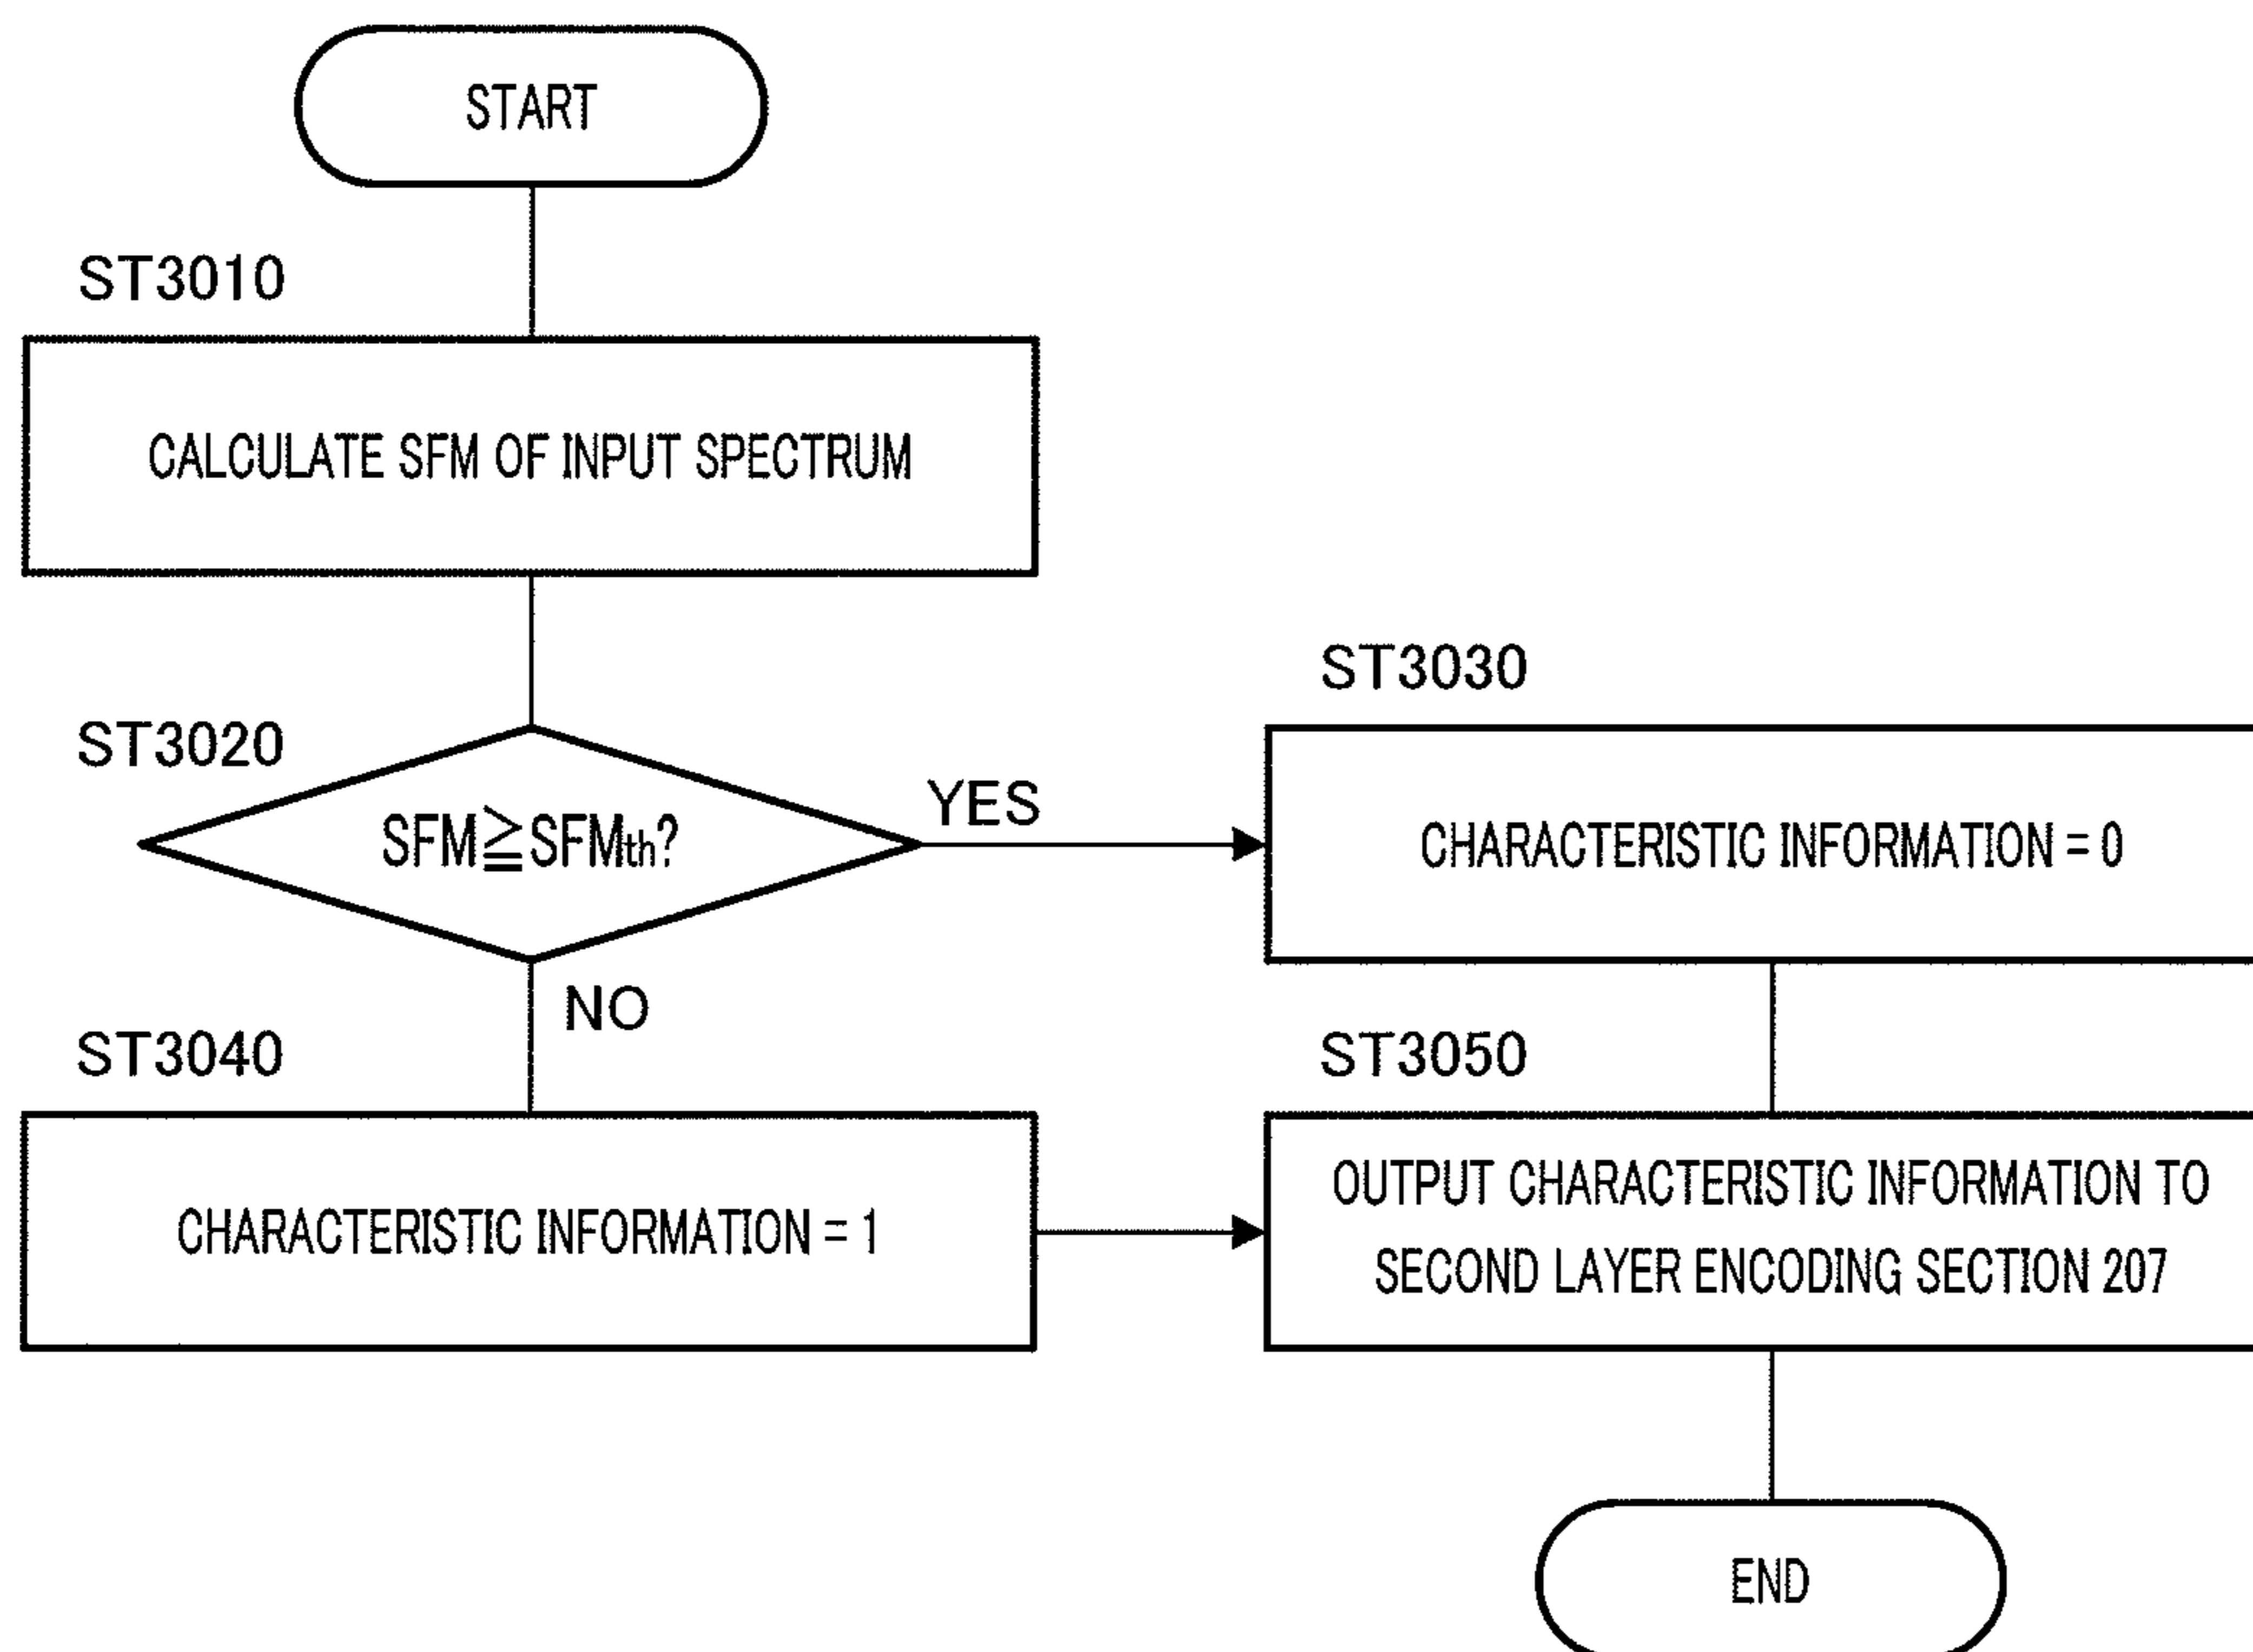 START
ST3010
CALCULATE SFM OF INPUT SPECTRUM
ST3020
SFM≧SFMth?
YES
ST3030
CHARACTERISTIC INFORMATION = 0
NO
ST3040
CHARACTERISTIC INFORMATION = 1
ST3050
OUTPUT CHARACTERISTIC INFORMATION TO
SECOND LAYER ENCODING SECTION 207
END